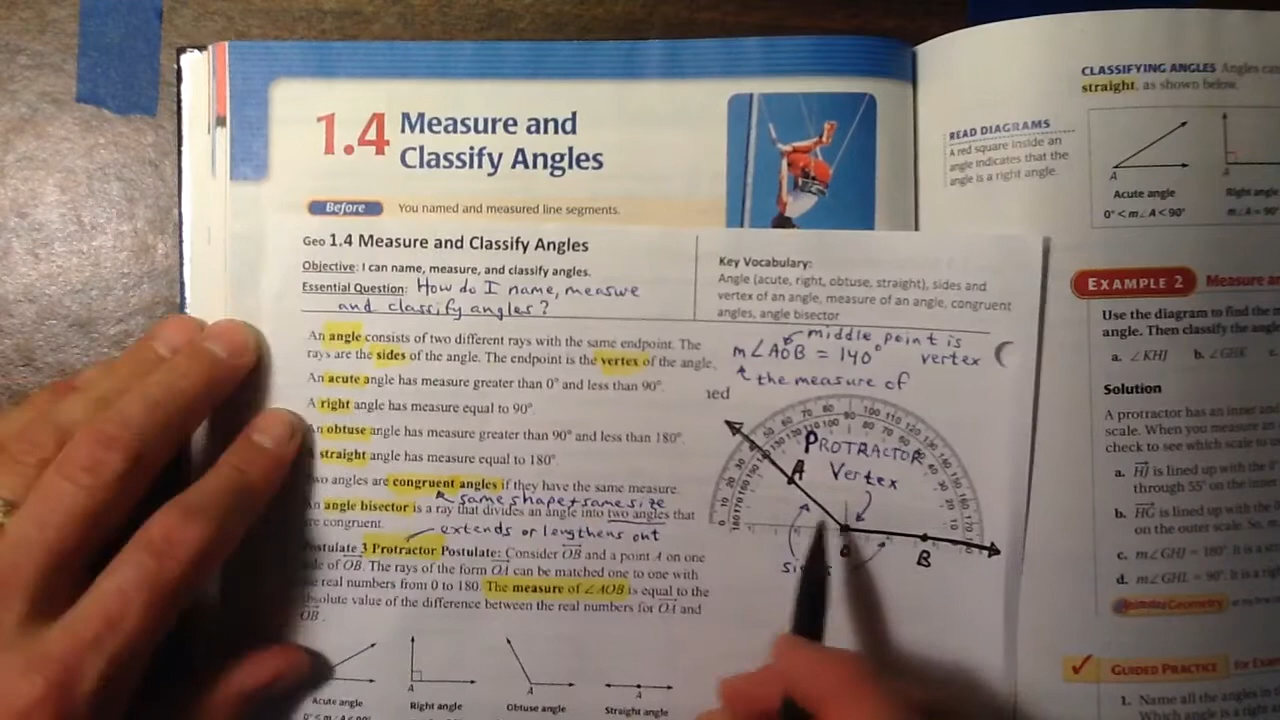 1.4 Measure and
Classify Angles
Before You named and measured line segments.
Geo 1.4 Measure and Classify Angles
Objective: I can name, measure, and classify angles.
Essential Question: How do I name, measure
and classify angles?
Key Vocabulary:
Angle (acute, right, obtuse, straight), sides and
vertex of an angle, measure of an angle, congruent
angles, angle bisector
An angle consists of two different rays with the same endpoint. The
rays are the sides of the angle. The endpoint is the vertex of the angle.
An acute angle has measure greater than 0° and less than 90°.
A right angle has measure equal to 90°.
An obtuse angle has measure greater than 90° and less than 180°.
straight angle has measure equal to 180°.
two angles are congruent angles if they have the same measure.
same shape + same size
An angle bisector is a ray that divides an angle into two angles that
are congruent.
extends or lengthens out
Postulate 3 Protractor Postulate: Consider OB and a point A on one
of OB. The rays of the form OA can be matched one to one with
real numbers from 0 to 180. The measure of ∠AOB is equal to the
absolute value of the difference between the real numbers for OA and
OB.
middle point is
vertex
m∠AOB = 140°
the measure of
PROTRACTOR
Vertex
A
B
A
A
A
Acute angle
Right angle
Obtuse angle
Straight angle
CLASSIFYING ANGLES Angles
straight, as shown below.
READ DIAGRAMS
A red square inside an
angle indicates that the
angle is a right angle.
A
A
Acute angle
0° < m∠A < 90°
Right angle
m∠A = 90°
EXAMPLE 2 Measure
Use the diagram to find the
angle. Then classify the
a. ∠KHJ b. ∠GHK
Solution
A protractor has an inner and
scale. When you measure an
check to see which scale to
a. HJ is lined up with the
through 55° on the inner
b. HG is lined up with the
on the outer scale. So,
c. m∠GHJ = 180°. It is a
d. m∠GHL = 90°. It is a
Animated Geometry
GUIDED PRACTICE for
1. Name all the angles in
Which angle is a right